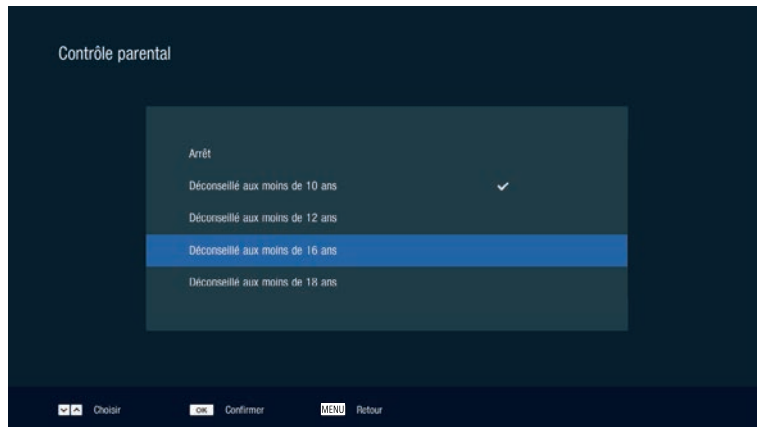 Contrôle parental
Arrêt
Déconseillé aux moins de 10 ans
Déconseillé aux moins de 12 ans
Déconseillé aux moins de 16 ans
Déconseillé aux moins de 18 ans
Choisir OK Confirmer MENU Retour